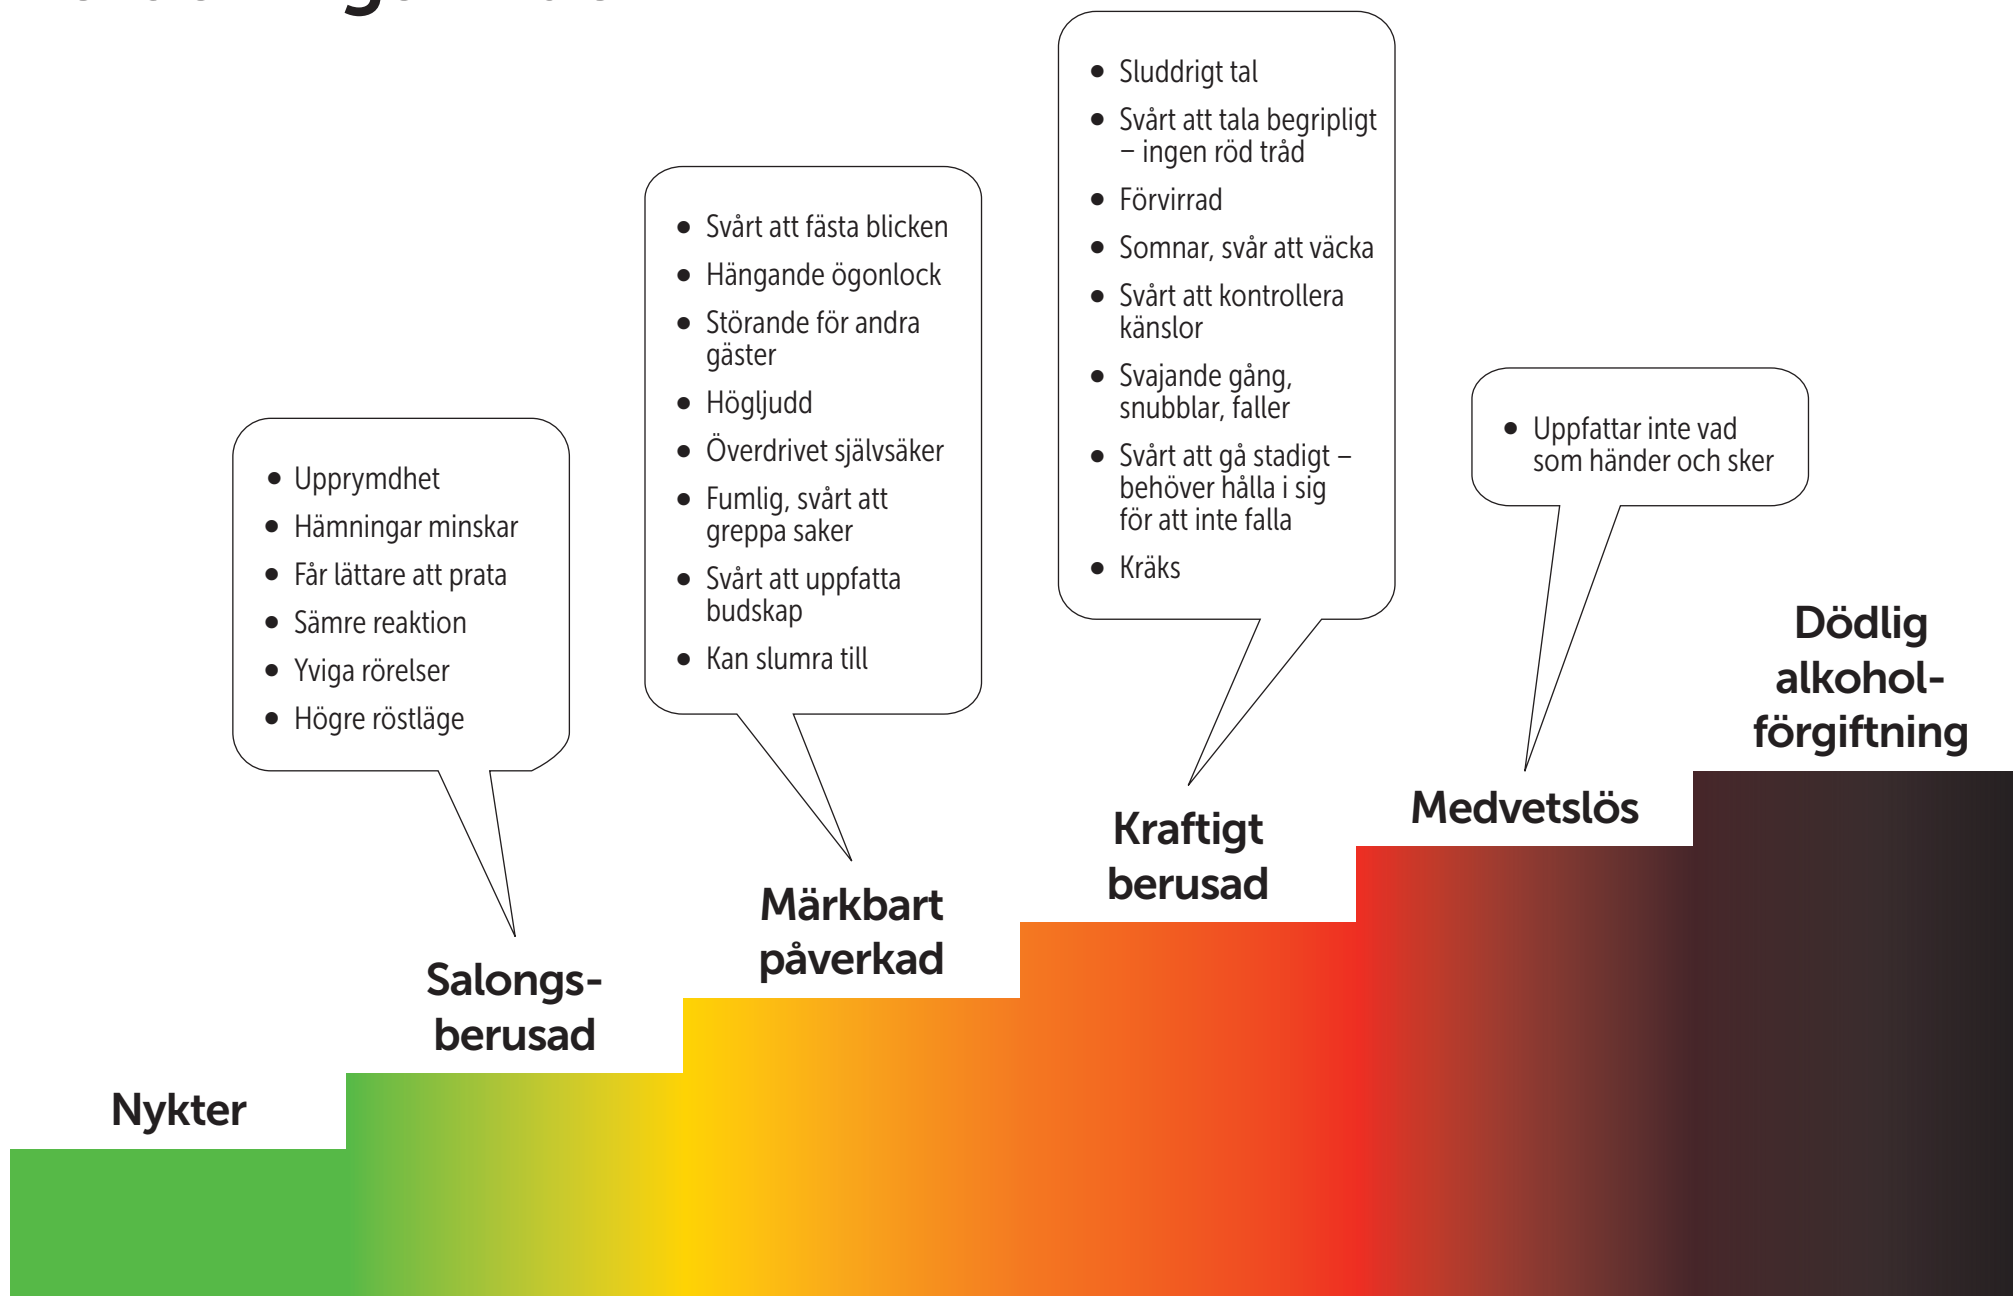 ● Sluddrigt tal
● Svårt att tala begripligt
– ingen röd tråd
● Förvirrad
● Somnar, svår att väcka
● Svårt att kontrollera
känslor
● Svajande gång,
snubblar, faller
● Svårt att gå stadigt –
behöver hålla i sig
för att inte falla
● Kräks
● Svårt att fästa blicken
● Hängande ögonlock
● Störande för andra
gäster
● Högljudd
● Överdrivet självsäker
● Fumlig, svårt att
greppa saker
● Svårt att uppfatta
budskap
● Kan slumra till
● Uppfattar inte vad
som händer och sker
● Upprymdhet
● Hämningar minskar
● Får lättare att prata
● Sämre reaktion
● Yviga rörelser
● Högre röstläge
Dödlig
alkohol-
förgiftning
Medvetslös
Kraftigt
berusad
Märkbart
påverkad
Salongs-
berusad
Nykter